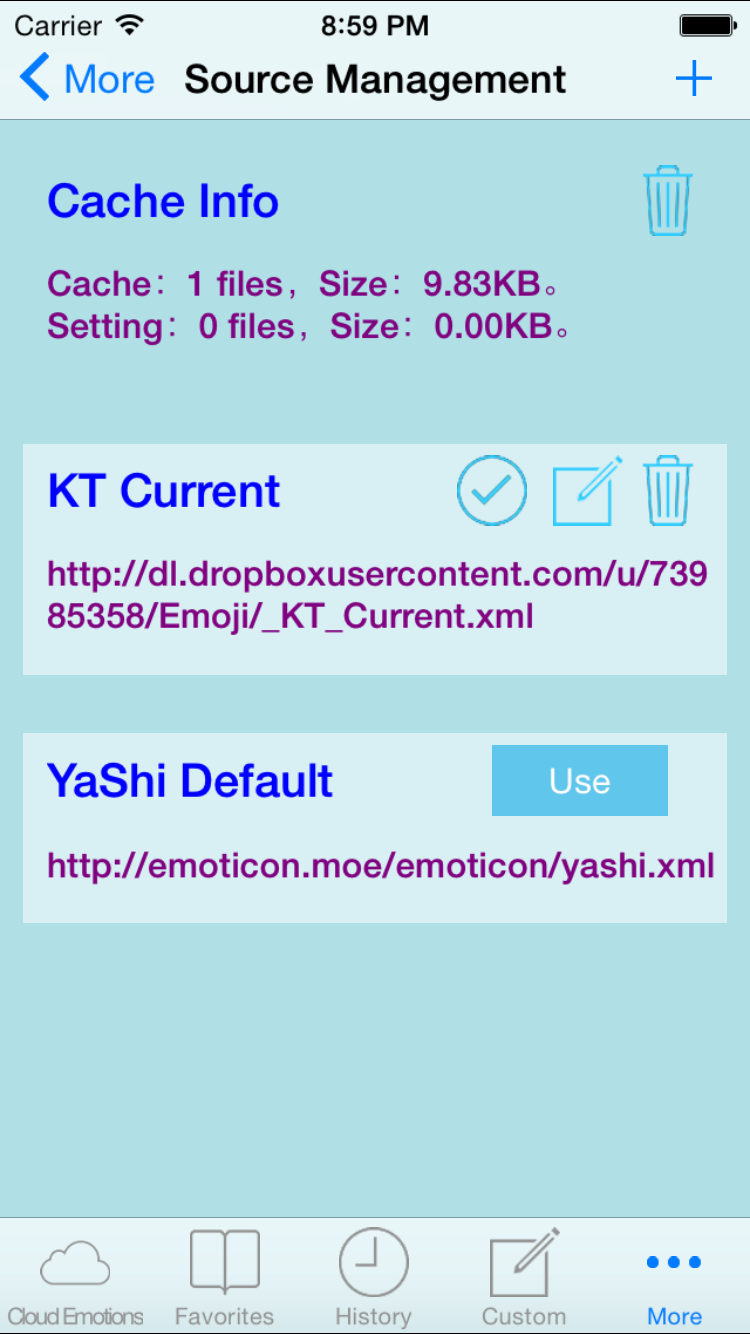 Carrier 8:59 PM
More Source Management
Cache Info
Cache：1 files，Size：9.83KB。
Setting：0 files，Size：0.00KB。
KT Current
http://dl.dropboxusercontent.com/u/739
85358/Emoji/_KT_Current.xml
YaShi Default Use
http://emoticon.moe/emoticon/yashi.xml
Cloud Emotions Favorites History Custom More